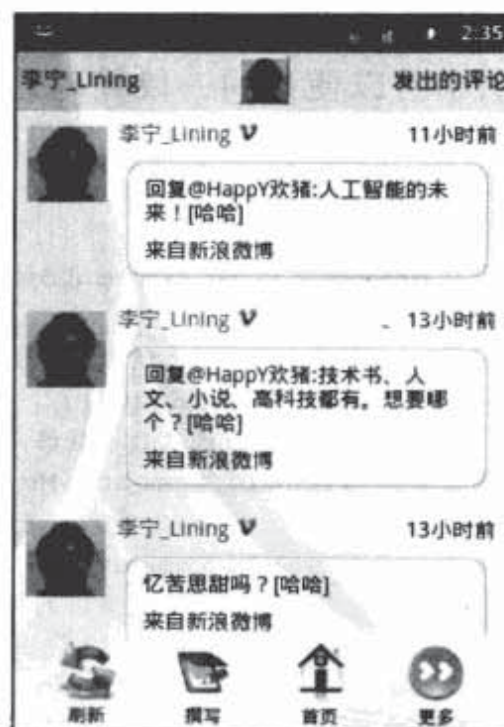 2:35
李宁_Lining 发出的评论
李宁_Lining V 11小时前
回复@HappY欢猪:人工智能的未
来！[哈哈]
来自新浪微博
李宁_Lining V 13小时前
回复@HappY欢猪:技术书、人
文、小说、高科技都有。想要哪
个？[哈哈]
来自新浪微博
李宁_Lining V 13小时前
忆苦思甜吗？[哈哈]
来自新浪微博
刷新 撰写 首页 更多